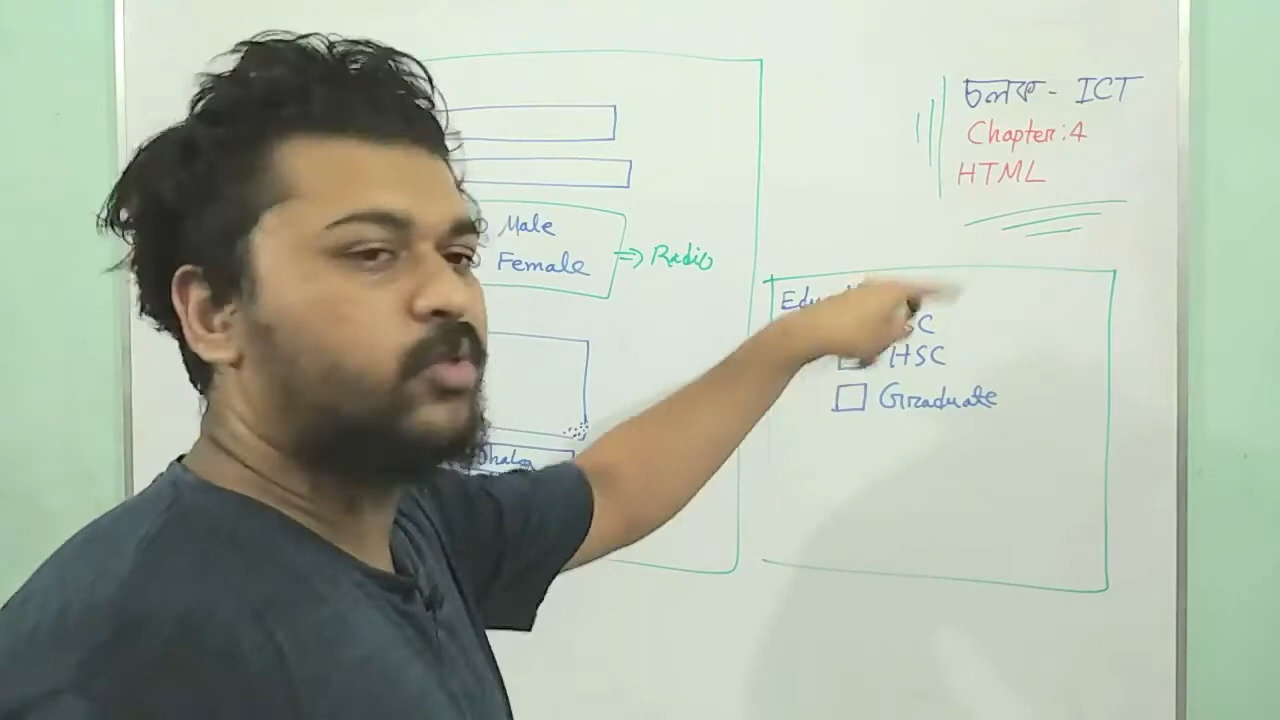 চলক - ICT
Chapter: 4
HTML
Male
Female
=> Radio
HSC
Graduate